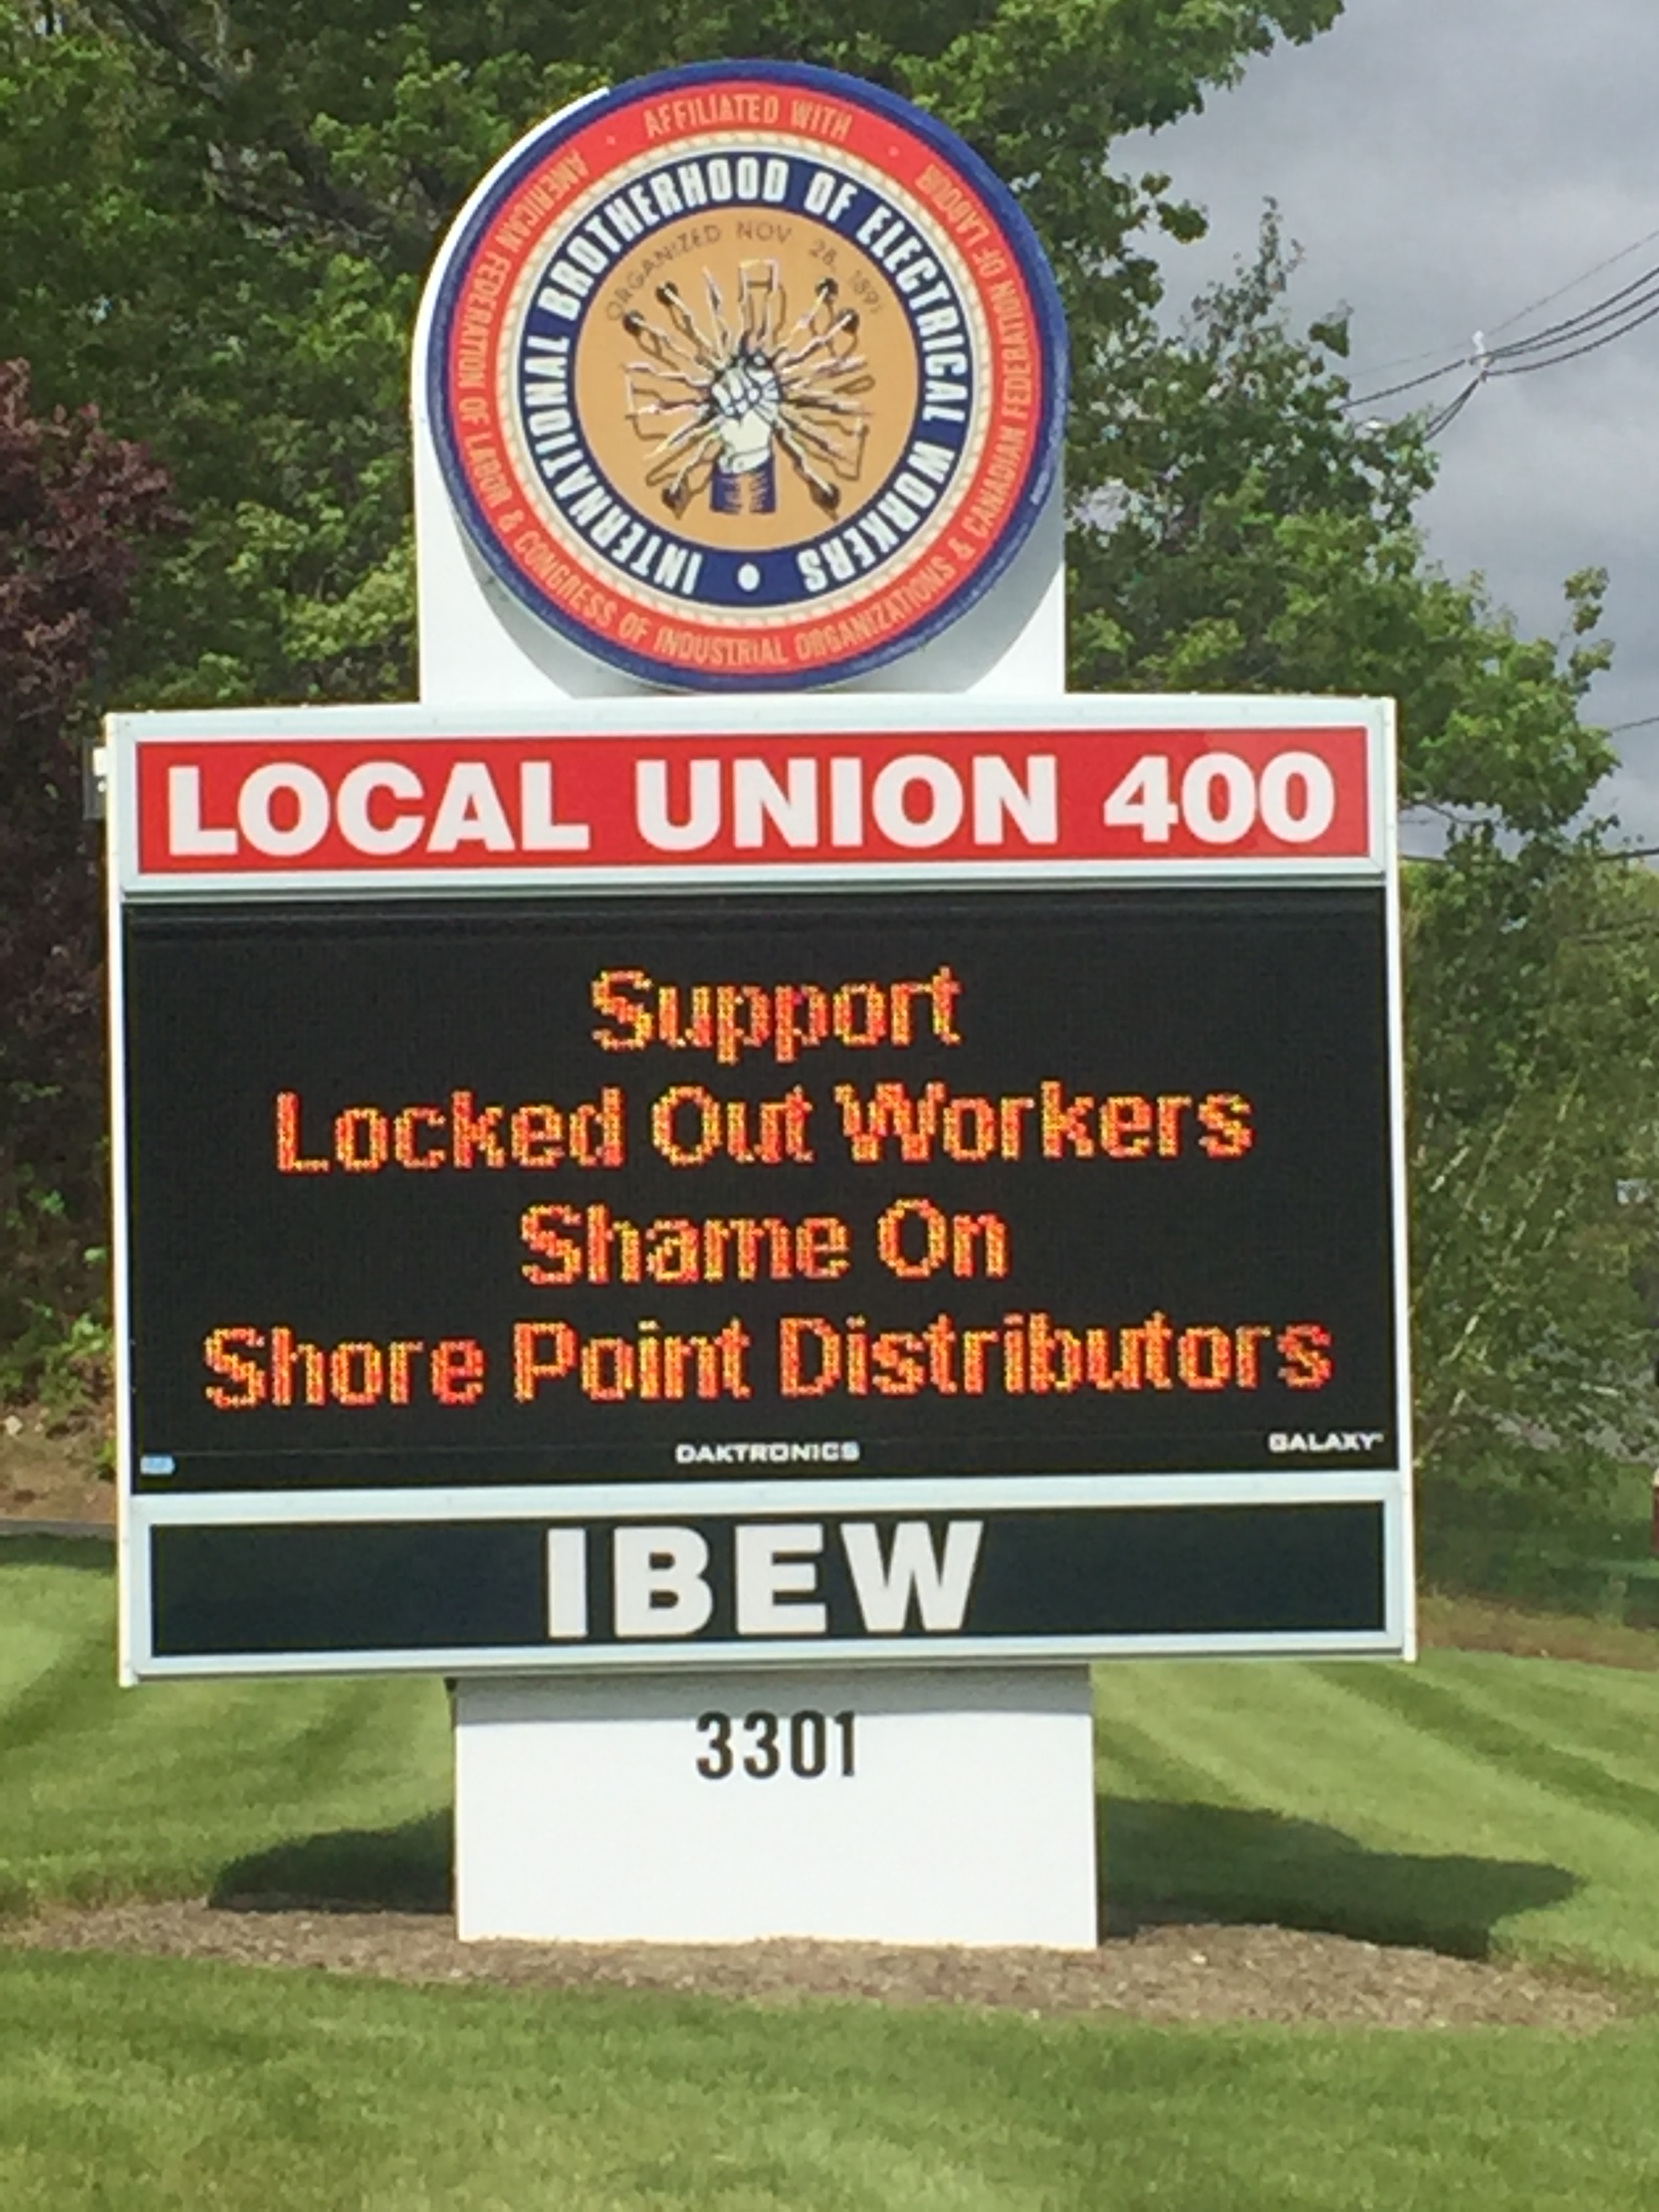 AFFILIATED WITH
AMERICAN FEDERATION OF LABOR & CONGRESS OF INDUSTRIAL ORGANIZATIONS & CANADIAN FEDERATION OF LABOUR
INTERNATIONAL BROTHERHOOD OF ELECTRICAL WORKERS
ORGANIZED NOV. 28, 1891
LOCAL UNION 400
Support
Locked Out Workers
Shame On
Shore Point Distributors
DAKTRONICS
GALAXY
IBEW
3301